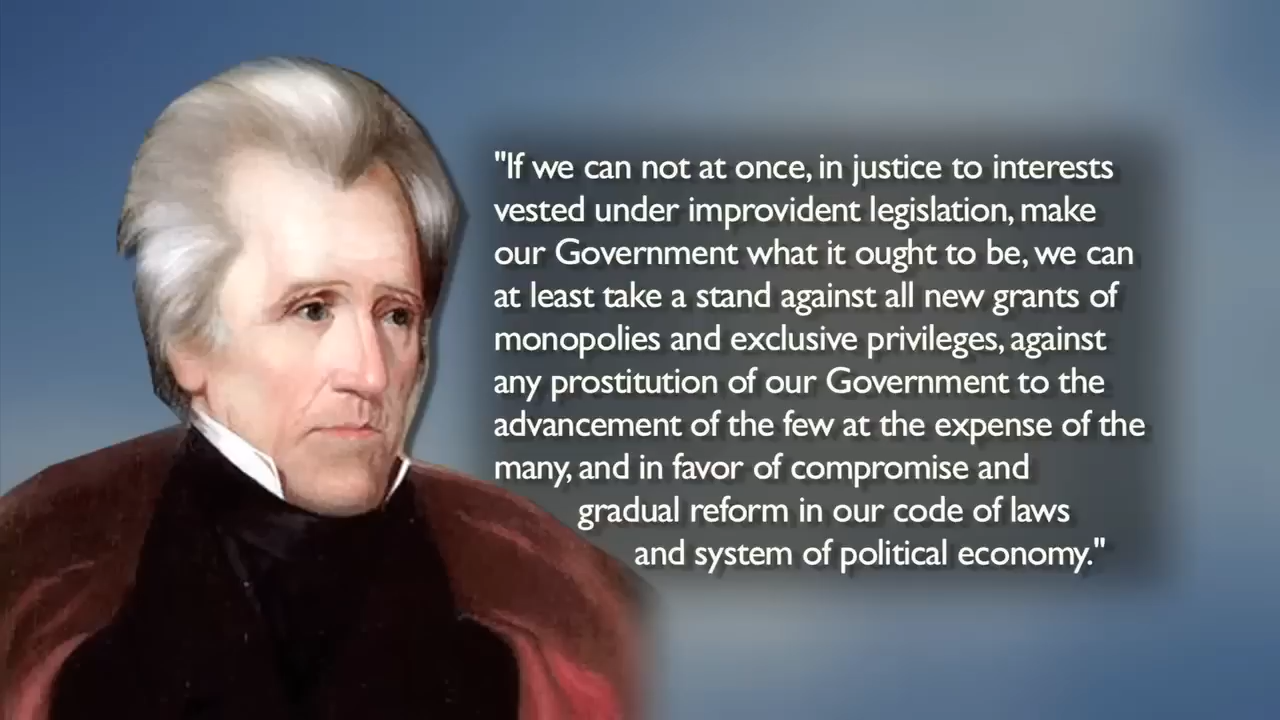 "If we can not at once, in justice to interests
vested under improvident legislation, make
our Government what it ought to be, we can
at least take a stand against all new grants of
monopolies and exclusive privileges, against
any prostitution of our Government to the
advancement of the few at the expense of the
many, and in favor of compromise and
gradual reform in our code of laws
and system of political economy."